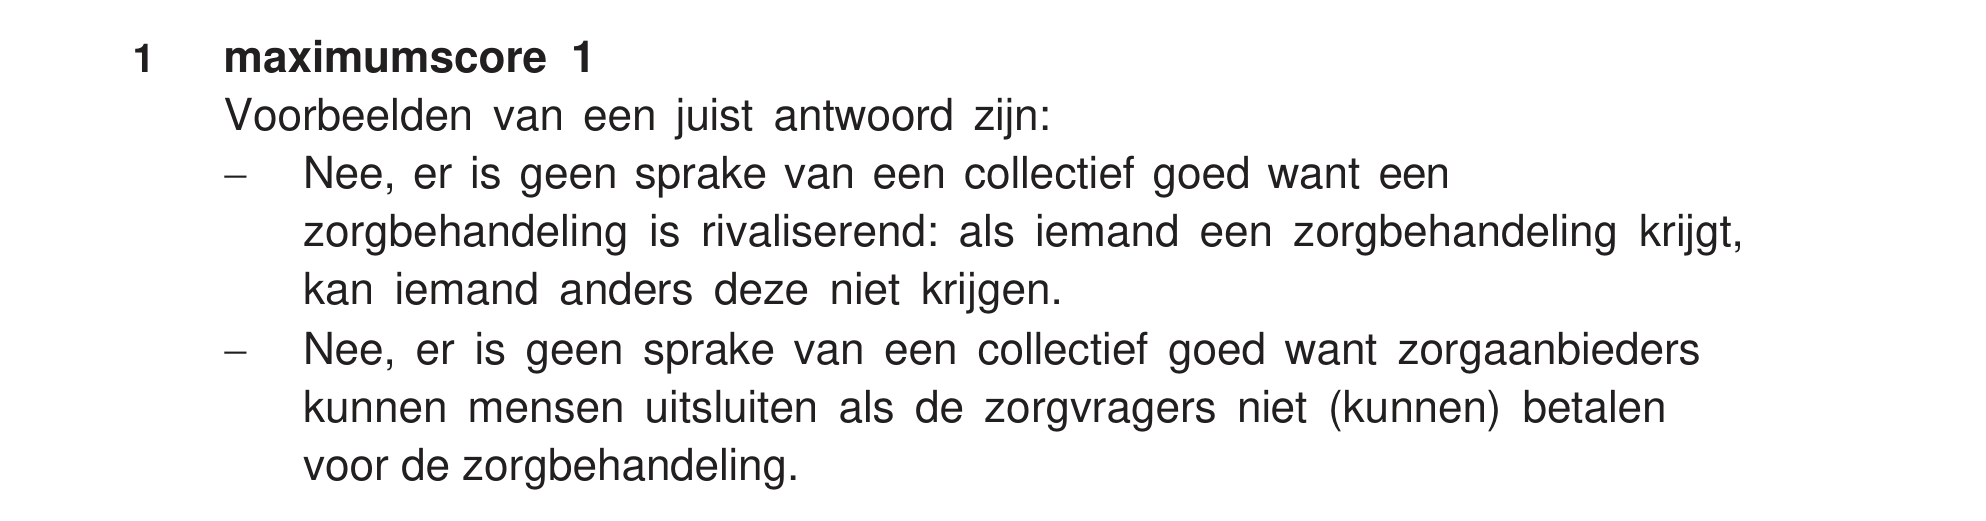 1 maximumscore 1
Voorbeelden van een juist antwoord zijn:
– Nee, er is geen sprake van een collectief goed want een
zorgbehandeling is rivaliserend: als iemand een zorgbehandeling krijgt,
kan iemand anders deze niet krijgen.
– Nee, er is geen sprake van een collectief goed want zorgaanbieders
kunnen mensen uitsluiten als de zorgvragers niet (kunnen) betalen
voor de zorgbehandeling.